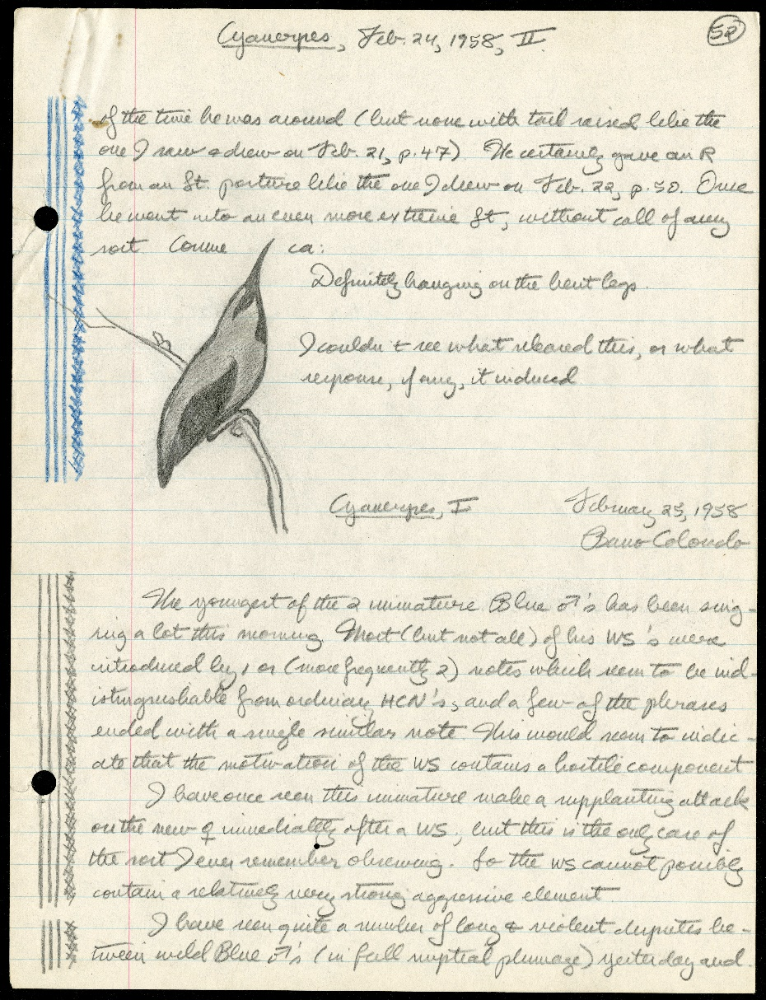 Cyanerpes, Feb. 24, 1958, II
52
of the time he was around (but none with tail raised like the
one I saw & drew on Feb. 21, p. 47) He certainly gave an R
from an St. posture like the one I drew on Feb. 22, p. 50. Once
he went into an even more extreme St, without call of any
sort Comme ca:
Definitely hanging on the bent legs.
I couldn't see what released this, or what
response, if any, it induced
Cyanerpes, I February 25, 1958
Barro Colorado
The youngest of the 2 immature Blue ♂'s has been sing-
ing a lot this morning. Most (but not all) of his WS's were
introduced by 1 or (more frequently 2) notes which seem to be ind-
istinguishable from ordinary HCN's, and a few of the phrases
ended with a single similar note. This would seem to indic-
ate that the motivation of the WS contains a hostile component
I have once seen this immature make a supplanting attack
on the new ♀ immediately after a WS, but this is the only case of
the sort I ever remember observing. So the WS cannot possibly
contain a relatively very strong aggressive element.
I have seen quite a number of long & violent disputes be-
tween wild Blue ♂'s (in full nuptial plumage) yesterday and